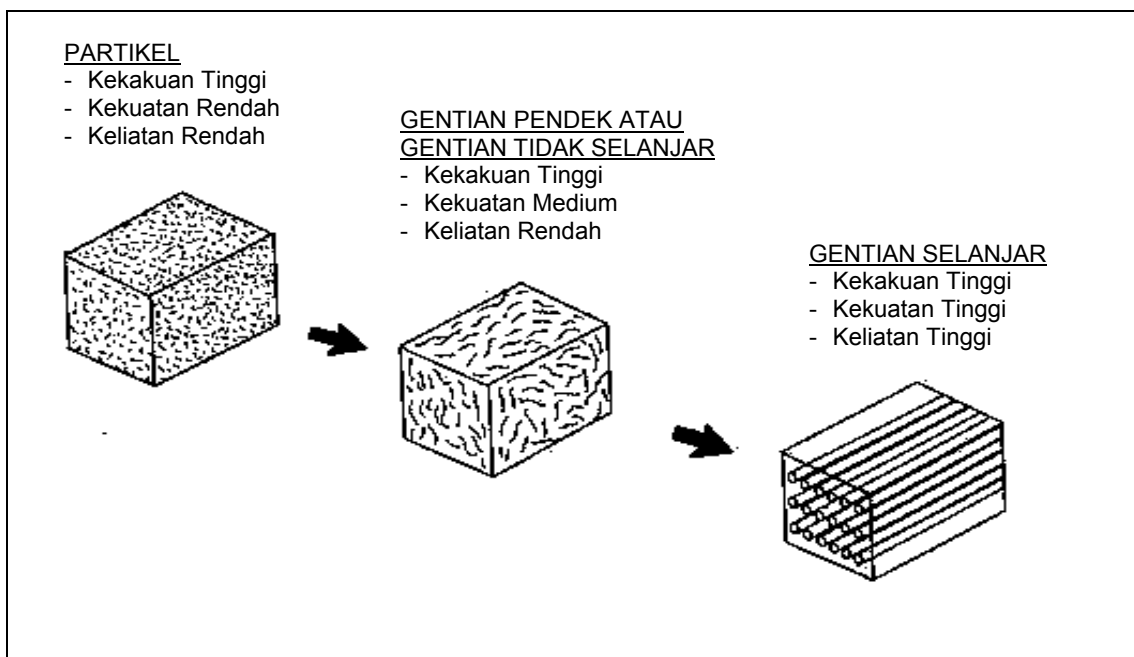 PARTIKEL
- Kekakuan Tinggi
- Kekuatan Rendah
- Keliatan Rendah
GENTIAN PENDEK ATAU
GENTIAN TIDAK SELANJAR
- Kekakuan Tinggi
- Kekuatan Medium
- Keliatan Rendah
GENTIAN SELANJAR
- Kekakuan Tinggi
- Kekuatan Tinggi
- Keliatan Tinggi